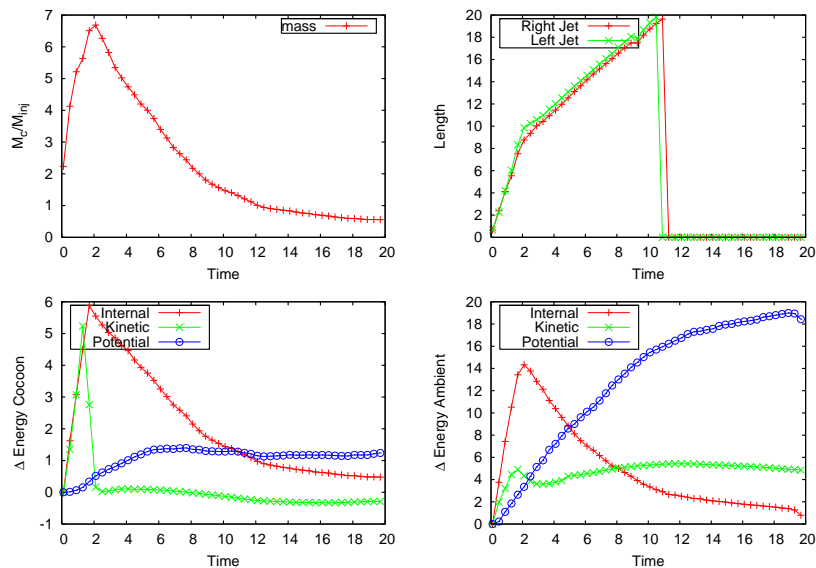 mass
M_c/M_inj
7
6
5
4
3
2
1
0
0 2 4 6 8 10 12 14 16 18 20
Time
Right Jet
Left Jet
Length
20
18
16
14
12
10
8
6
4
2
0
0 2 4 6 8 10 12 14 16 18 20
Time
Internal
Kinetic
Potential
Δ Energy Cocoon
6
5
4
3
2
1
0
-1
0 2 4 6 8 10 12 14 16 18 20
Time
Internal
Kinetic
Potential
Δ Energy Ambient
20
18
16
14
12
10
8
6
4
2
0
0 2 4 6 8 10 12 14 16 18 20
Time